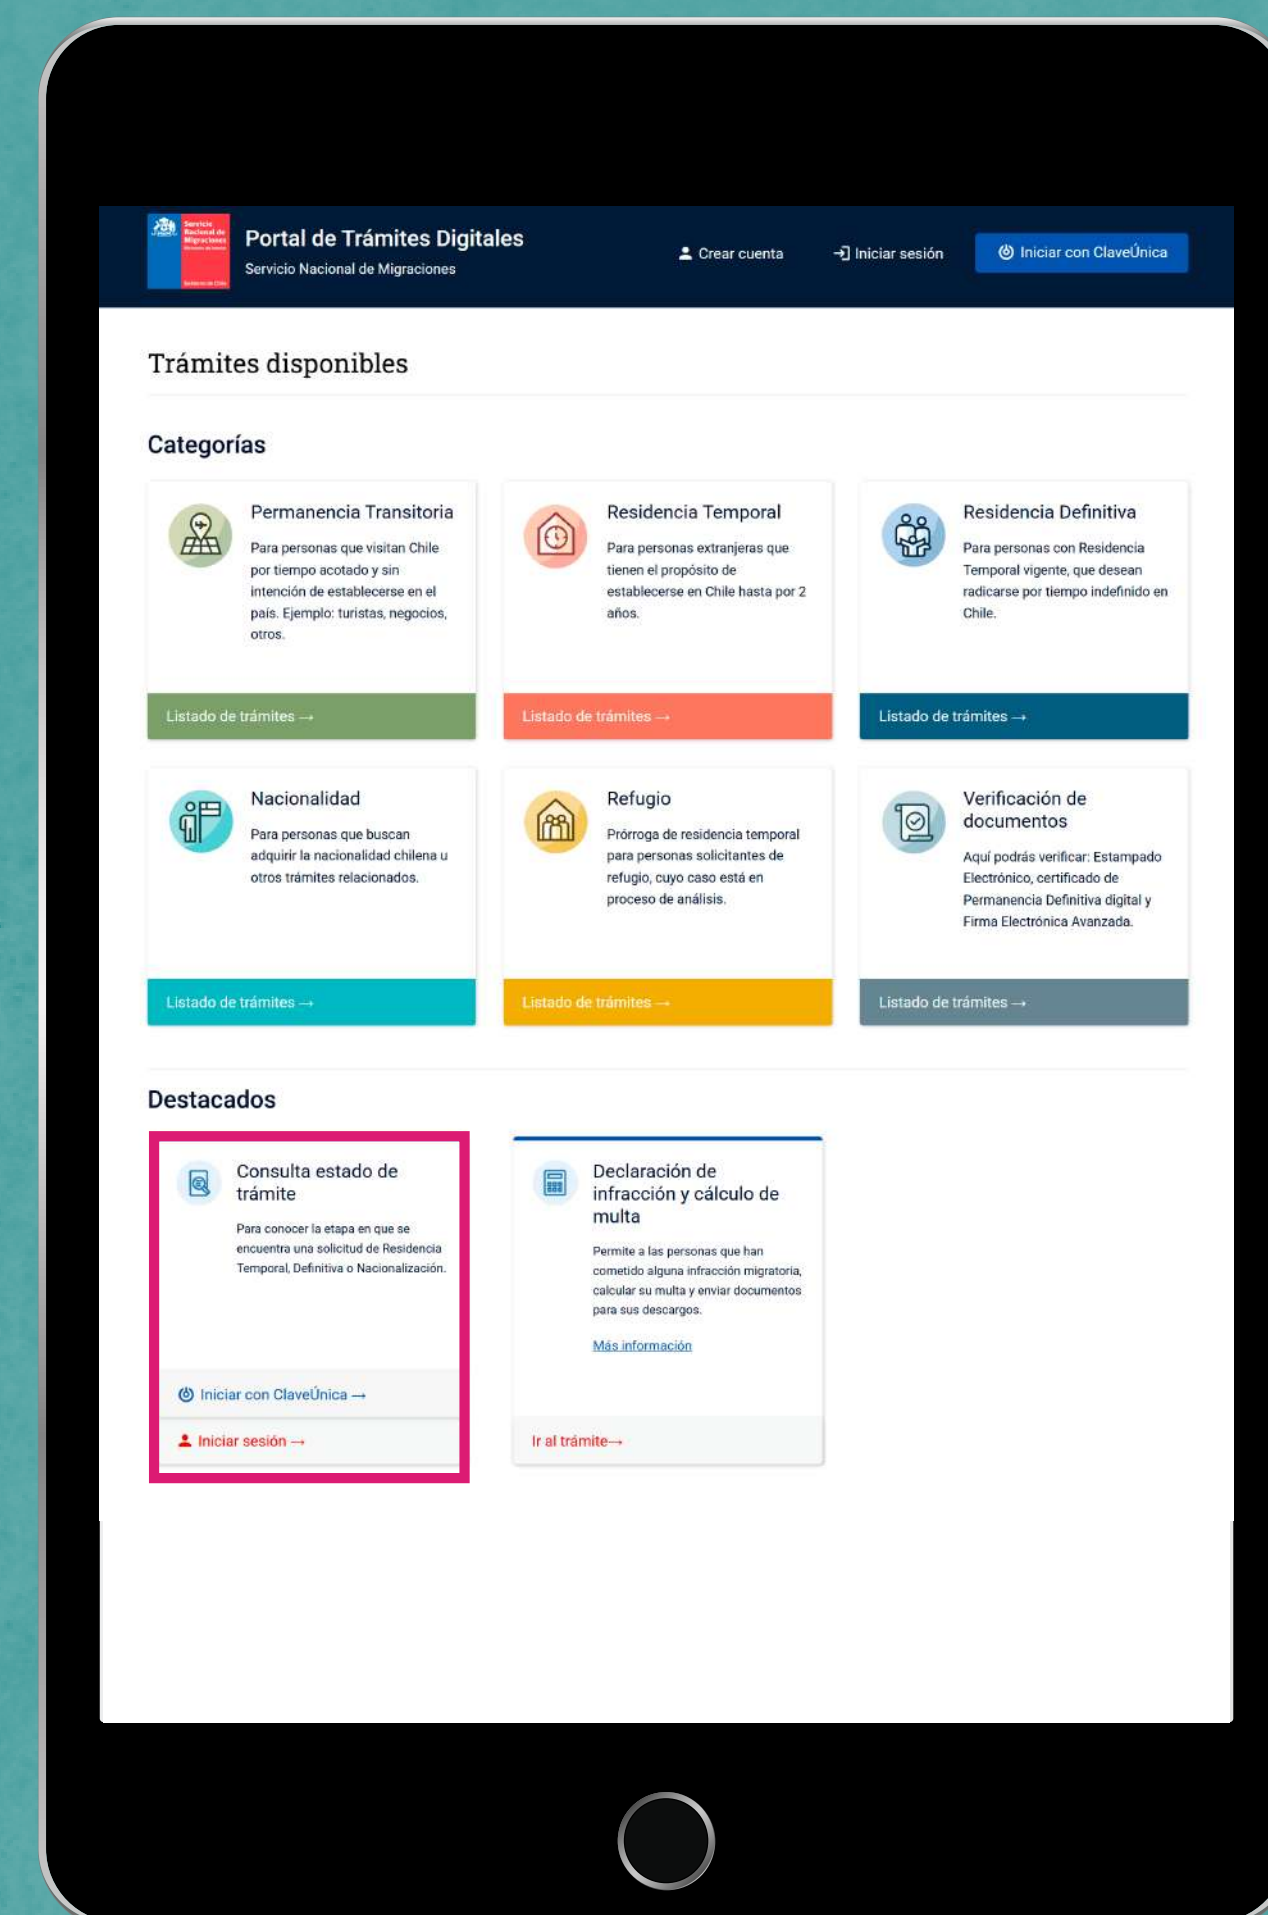 Servicie
Nacional de
Migraciones
Portal de Trámites Digitales
Servicio Nacional de Migraciones
Crear cuenta
Iniciar sesión
Iniciar con ClaveÚnica
Trámites disponibles
Categorías
Permanencia Transitoria
Para personas que visitan Chile
por tiempo acotado y sin
intención de establecerse en el
país. Ejemplo: turistas, negocios,
otros.
Listado de trámites →
Residencia Temporal
Para personas extranjeras que
tienen el propósito de
establecerse en Chile hasta por 2
años.
Listado de trámites →
Residencia Definitiva
Para personas con Residencia
Temporal vigente, que desean
radicarse por tiempo indefinido en
Chile.
Listado de trámites →
Nacionalidad
Para personas que buscan
adquirir la nacionalidad chilena u
otros trámites relacionados.
Listado de trámites →
Refugio
Prórroga de residencia temporal
para personas solicitantes de
refugio, cuyo caso está en
proceso de análisis.
Listado de trámites →
Verificación de
documentos
Aquí podrás verificar: Estampado
Electrónico, certificado de
Permanencia Definitiva digital y
Firma Electrónica Avanzada.
Listado de trámites →
Destacados
Consulta estado de
trámite
Para conocer la etapa en que se
encuentra una solicitud de Residencia
Temporal, Definitiva o Nacionalización.
Iniciar con ClaveÚnica →
Iniciar sesión →
Declaración de
infracción y cálculo de
multa
Permite a las personas que han
cometido alguna infracción migratoria,
calcular su multa y enviar documentos
para sus descargos.
Más información
Ir al trámite→